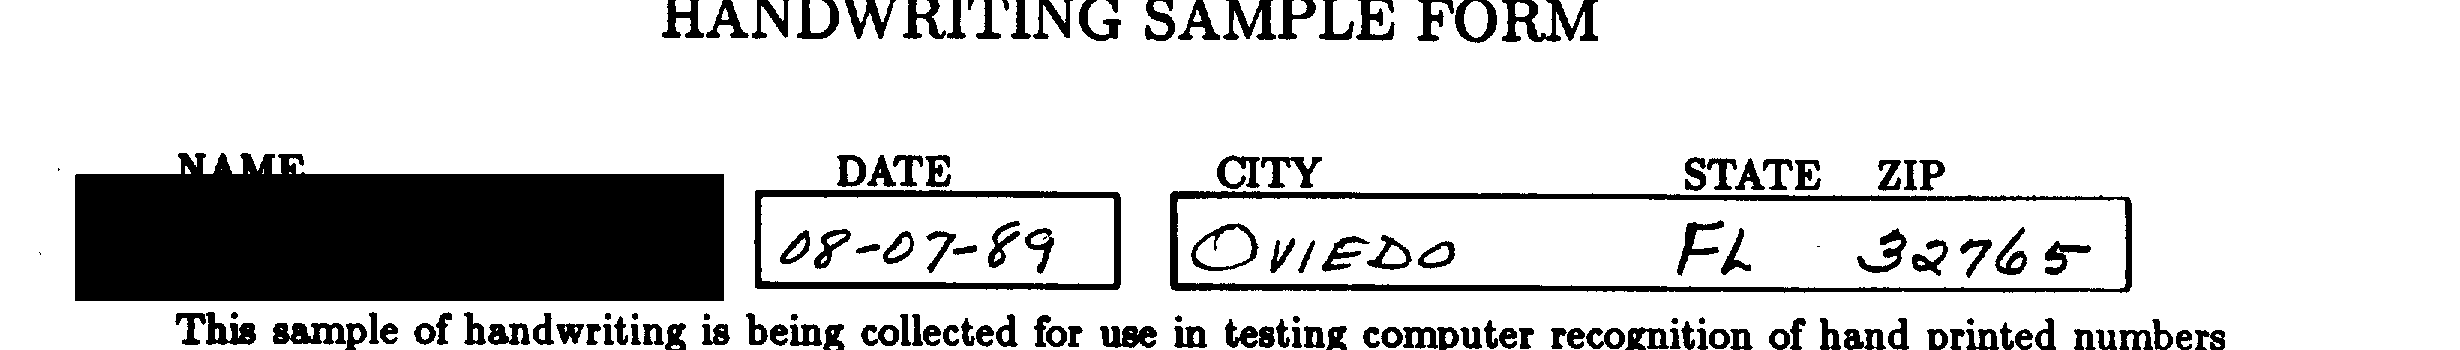 HANDWRITING SAMPLE FORM
NAME DATE CITY STATE ZIP
08-07-89 OVIEDO FL 32765
This sample of handwriting is being collected for use in testing computer recognition of hand printed numbers